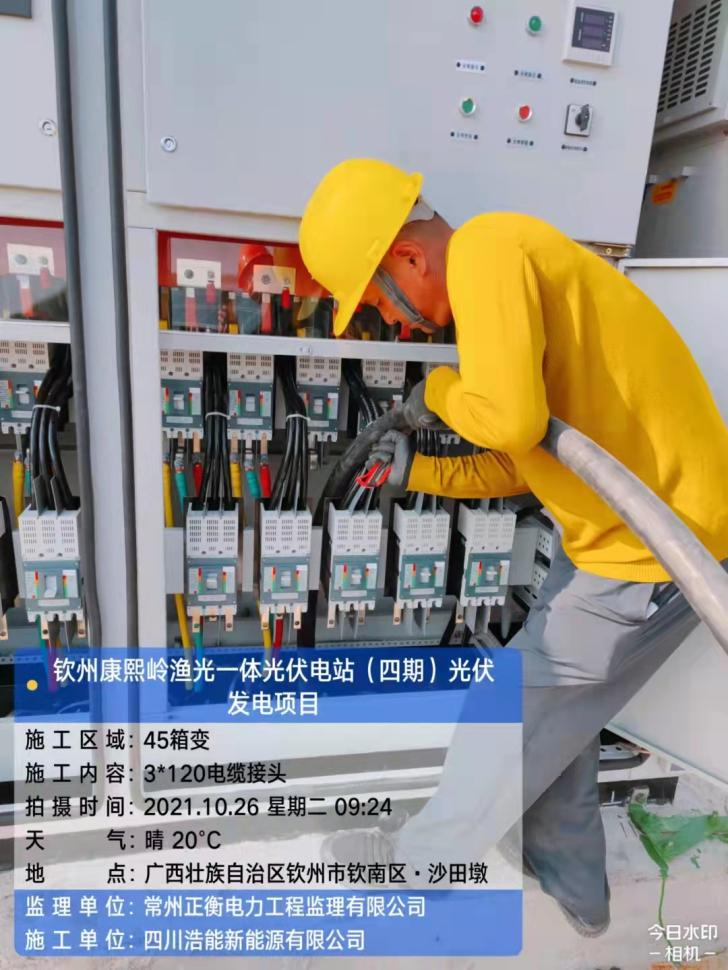 钦州康熙岭渔光一体光伏电站（四期）光伏
发电项目
施工区域：45箱变
施工内容：3*120电缆接头
拍摄时间：2021.10.26 星期二 09:24
天气：晴 20°C
地点：广西壮族自治区钦州市钦南区·沙田墩
监理单位：常州正衡电力工程监理有限公司
施工单位：四川浩能新能源有限公司
今日水印
-相机-